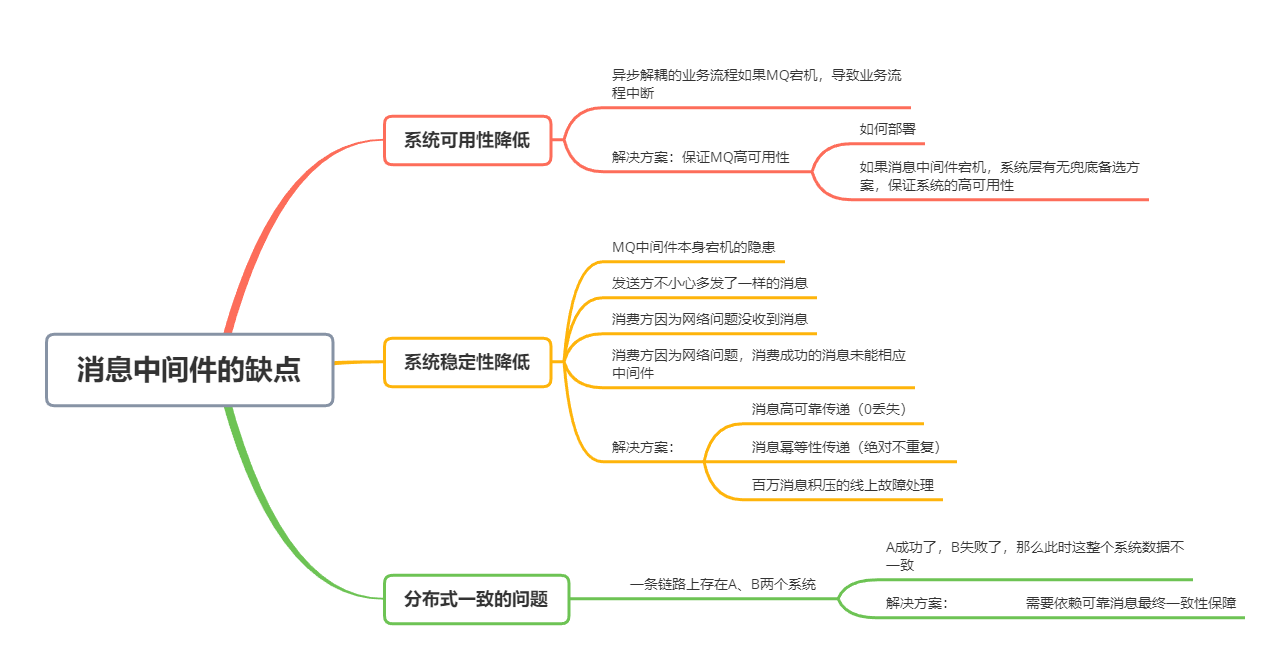 消息中间件的缺点
系统可用性降低
异步解耦的业务流程如果MQ宕机，导致业务流
程中断
解决方案：保证MQ高可用性
如何部署
如果消息中间件宕机，系统层有无兜底备选方
案，保证系统的高可用性
系统稳定性降低
MQ中间件本身宕机的隐患
发送方不小心多发了一样的消息
消费方因为网络问题没收到消息
消费方因为网络问题，消费成功的消息未能相应
中间件
解决方案：
消息高可靠传递（0丢失）
消息幂等性传递（绝对不重复）
百万消息积压的线上故障处理
分布式一致的问题
一条链路上存在A、B两个系统
A成功了，B失败了，那么此时这整个系统数据不
一致
解决方案：
需要依赖可靠消息最终一致性保障